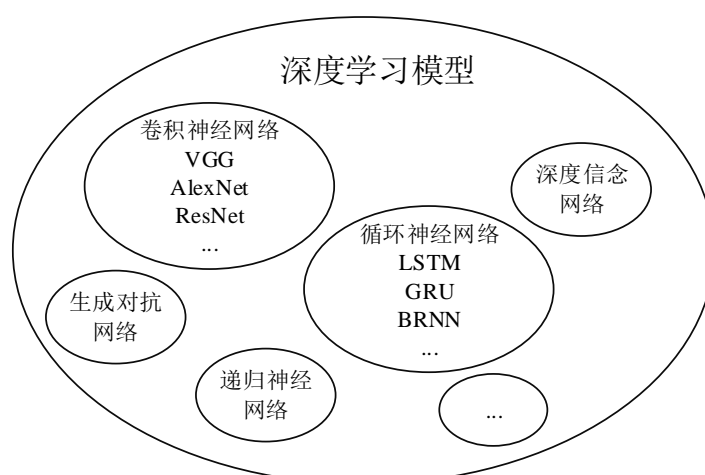 深度学习模型
卷积神经网络
VGG
AlexNet
ResNet
...
深度信念
网络
循环神经网络
LSTM
GRU
BRNN
...
生成对抗
网络
递归神经
网络
...